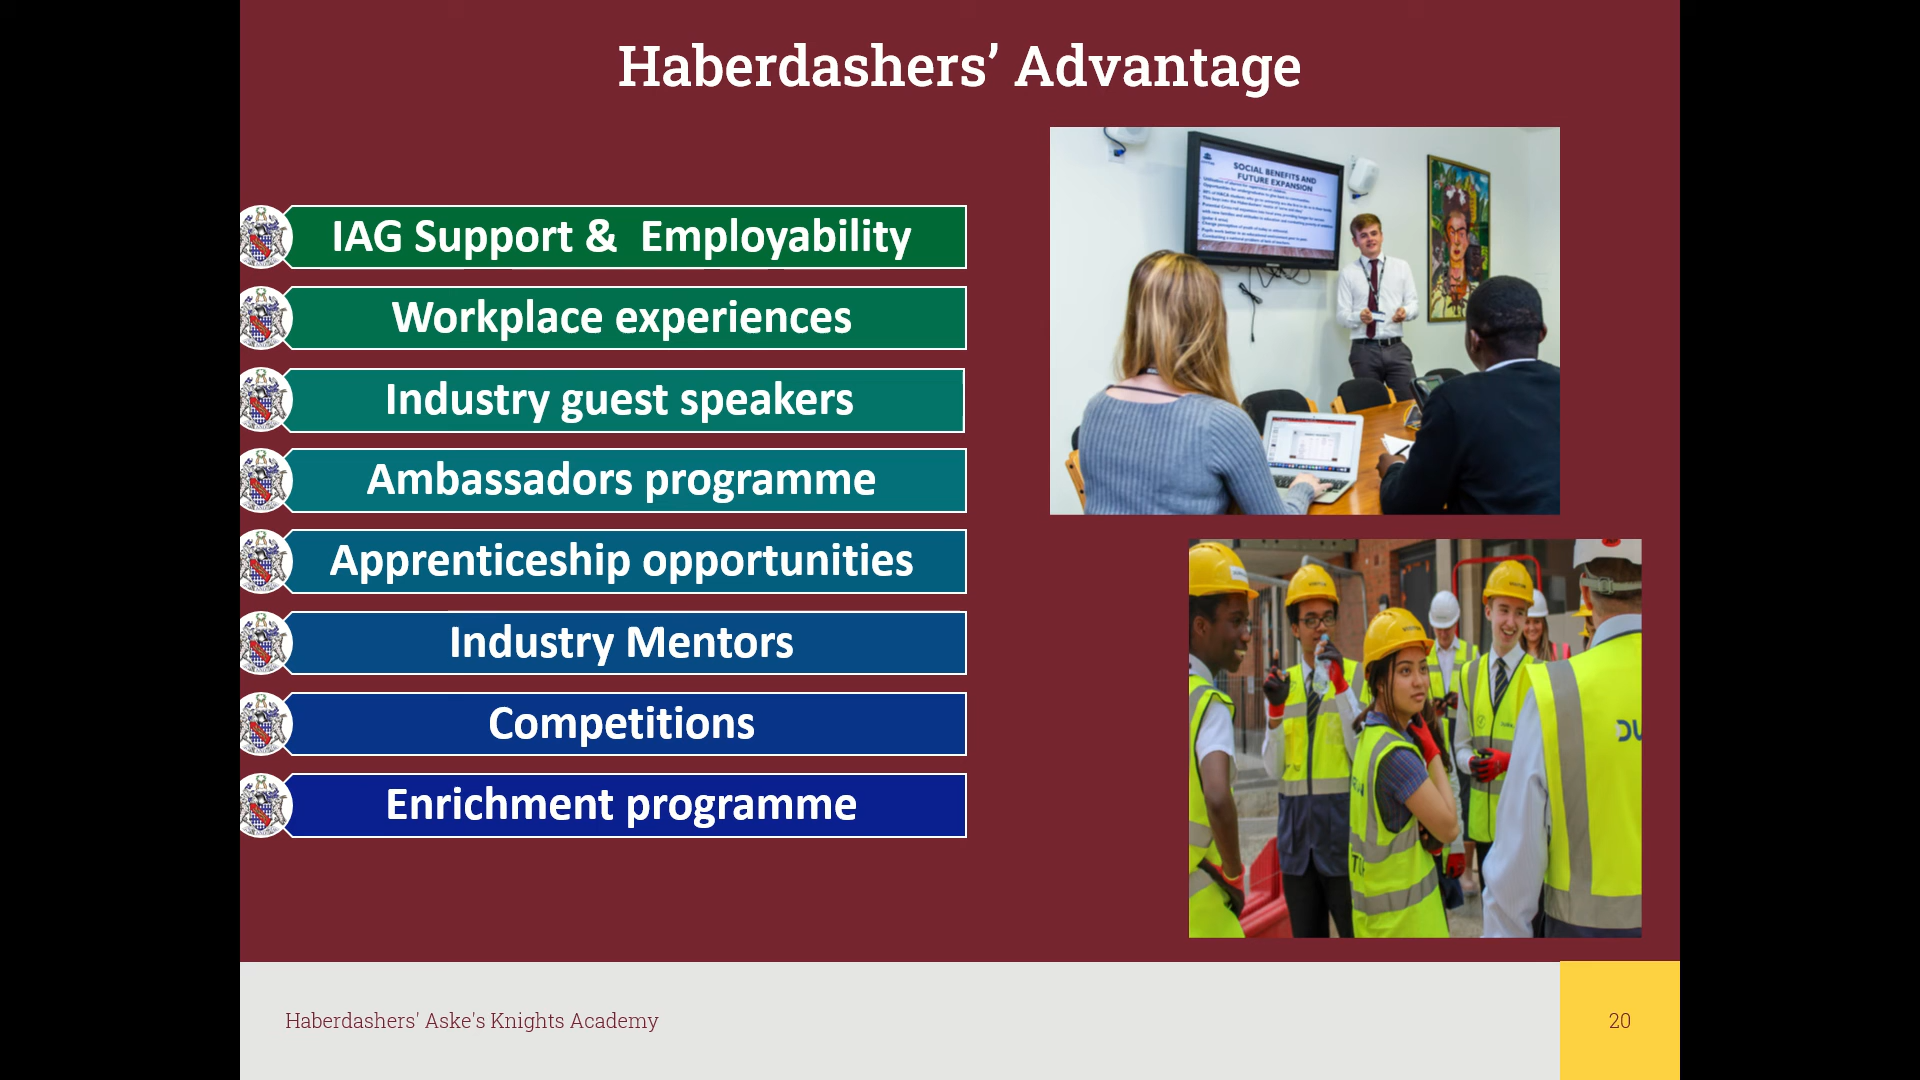 Haberdashers’ Advantage
IAG Support & Employability
Workplace experiences
Industry guest speakers
Ambassadors programme
Apprenticeship opportunities
Industry Mentors
Competitions
Enrichment programme
SOCIAL BENEFITS AND
FUTURE EXPANSION
DU
Haberdashers' Aske's Knights Academy
20